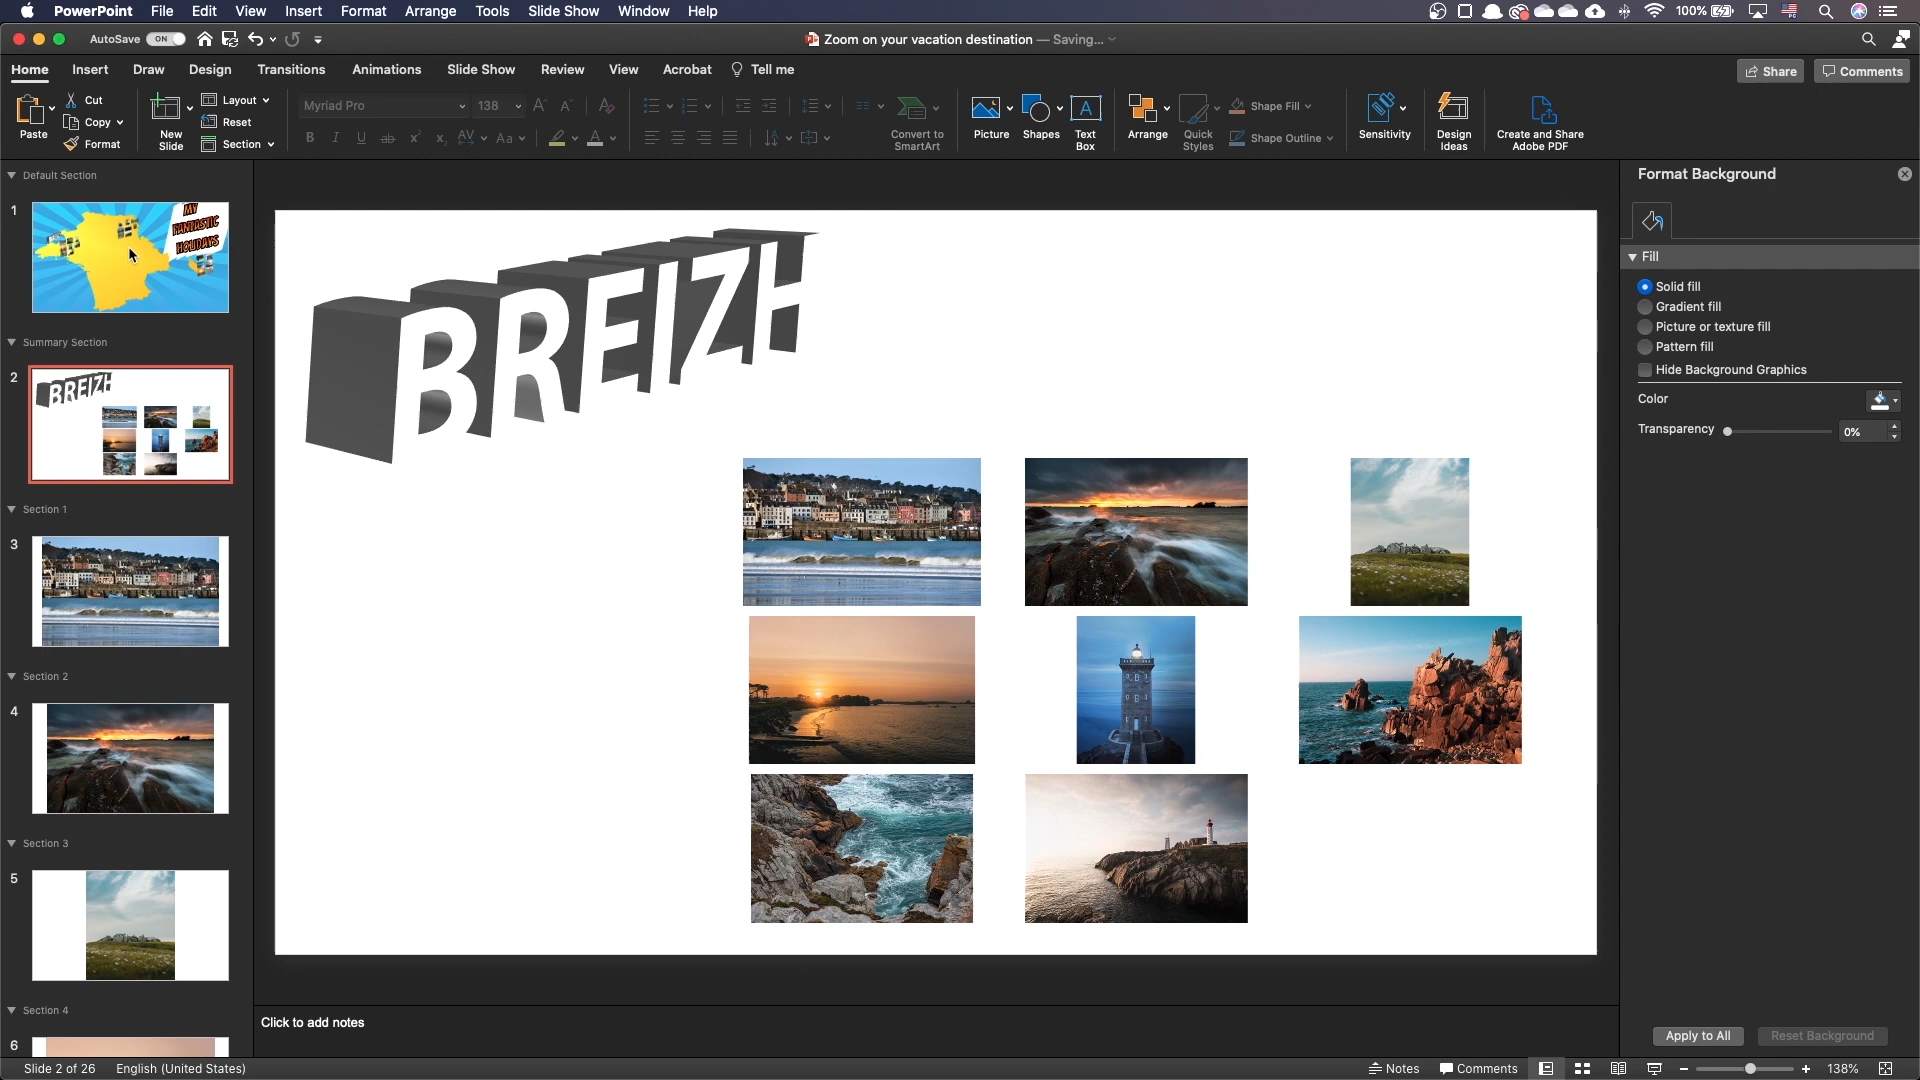 PowerPoint File Edit View Insert Format Arrange Tools Slide Show Window Help
100%
AutoSave ON
Zoom on your vacation destination — Saving...
Home Insert Draw Design Transitions Animations Slide Show Review View Acrobat Tell me
Share Comments
Paste
Cut
Copy
Format
New
Slide
Layout
Reset
Section
Myriad Pro 138
Convert to
SmartArt
Picture
Shapes
Text
Box
Arrange
Quick
Styles
Shape Fill
Shape Outline
Sensitivity
Design
Ideas
Create and Share
Adobe PDF
Default Section
1
MY
FANTASTIC
HOLIDAYS
Summary Section
2
BREIZH
Section 1
3
Section 2
4
Section 3
5
Section 4
6
BREIZH
Click to add notes
Format Background
Fill
Solid fill
Gradient fill
Picture or texture fill
Pattern fill
Hide Background Graphics
Color
Transparency 0%
Apply to All Reset Background
Slide 2 of 26 English (United States)
Notes Comments 138%